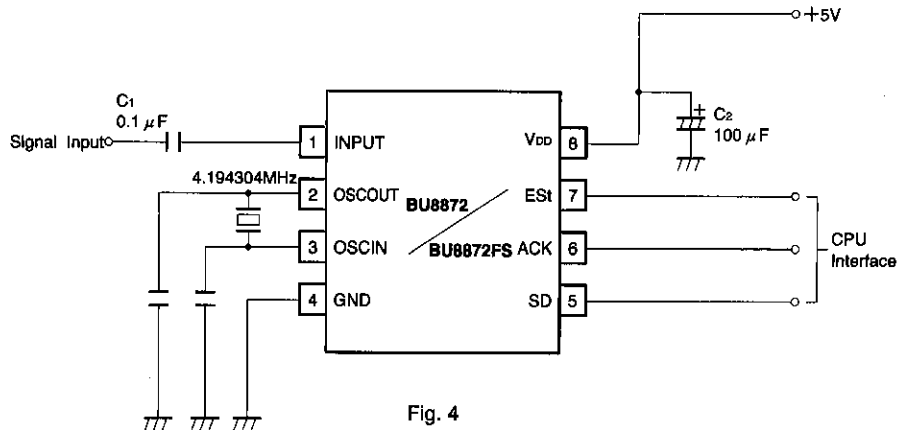 +5V
C1
0.1 μF
C2
100 μF
Signal Input
1 INPUT
VDD 8
4.194304MHz
2 OSCOUT
ESt 7
BU8872
3 OSCIN
BU8872FS
ACK 6
CPU
Interface
4 GND
SD 5
Fig. 4